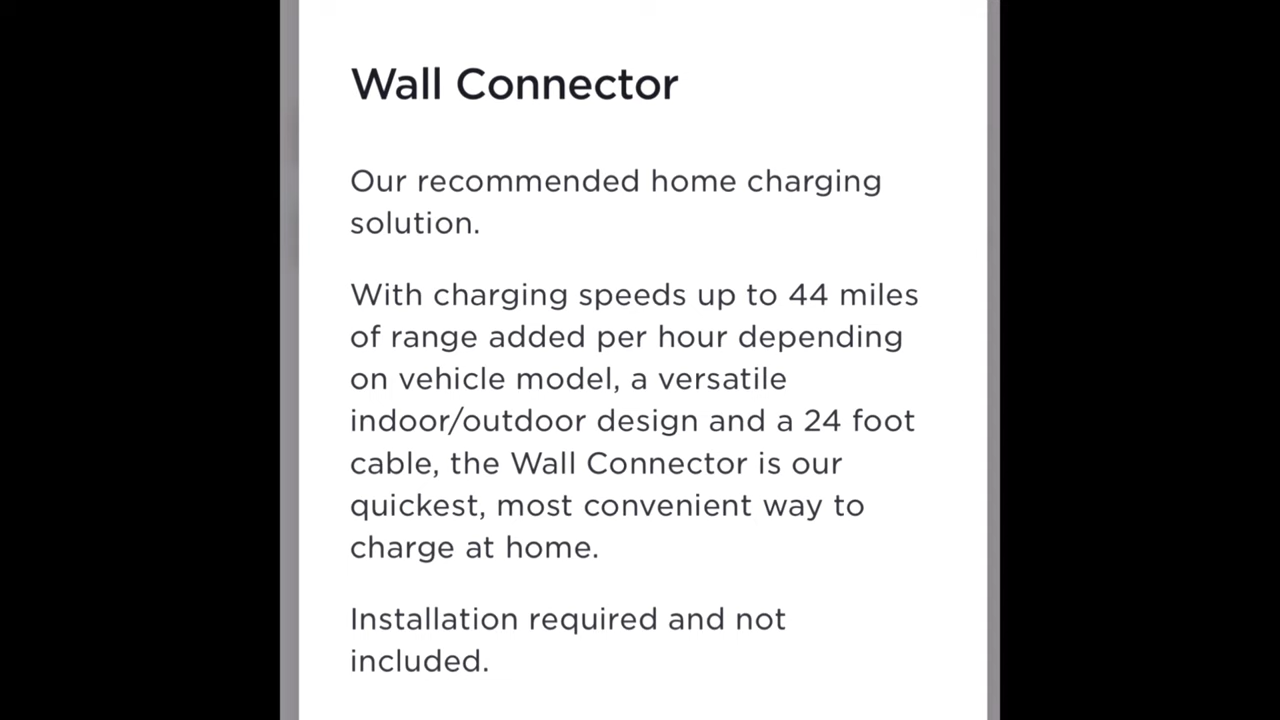 Wall Connector
Our recommended home charging
solution.
With charging speeds up to 44 miles
of range added per hour depending
on vehicle model, a versatile
indoor/outdoor design and a 24 foot
cable, the Wall Connector is our
quickest, most convenient way to
charge at home.
Installation required and not
included.